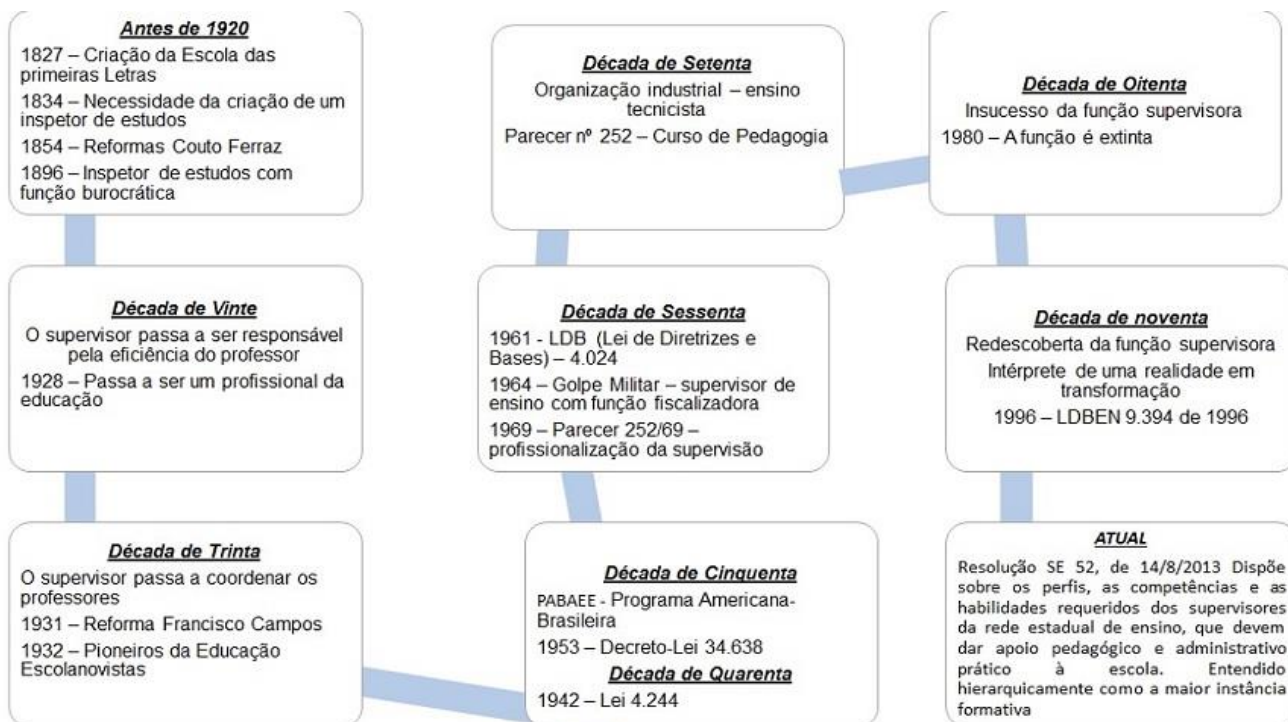 Antes de 1920
1827 – Criação da Escola das
primeiras Letras
1834 – Necessidade da criação de um
inspetor de estudos
1854 – Reformas Couto Ferraz
1896 – Inspetor de estudos com
função burocrática
Década de Vinte
O supervisor passa a ser responsável
pela eficiência do professor
1928 – Passa a ser um profissional da
educação
Década de Trinta
O supervisor passa a coordenar os
professores
1931 – Reforma Francisco Campos
1932 – Pioneiros da Educação
Escolanovistas
Década de Cinquenta
PABAEE - Programa Americana-
Brasileira
1953 – Decreto-Lei 34.638
Década de Quarenta
1942 – Lei 4.244
Década de Sessenta
1961 - LDB (Lei de Diretrizes e
Bases) – 4.024
1964 – Golpe Militar – supervisor de
ensino com função fiscalizadora
1969 – Parecer 252/69 –
profissionalização da supervisão
Década de Setenta
Organização industrial – ensino
tecnicista
Parecer nº 252 – Curso de Pedagogia
Década de Oitenta
Insucesso da função supervisora
1980 – A função é extinta
Década de noventa
Redescoberta da função supervisora
Intérprete de uma realidade em
transformação
1996 – LDBEN 9.394 de 1996
ATUAL
Resolução SE 52, de 14/8/2013 Dispõe
sobre os perfis, as competências e as
habilidades requeridos dos supervisores
da rede estadual de ensino, que devem
dar apoio pedagógico e administrativo
prático à escola. Entendido
hierarquicamente como a maior instância
formativa